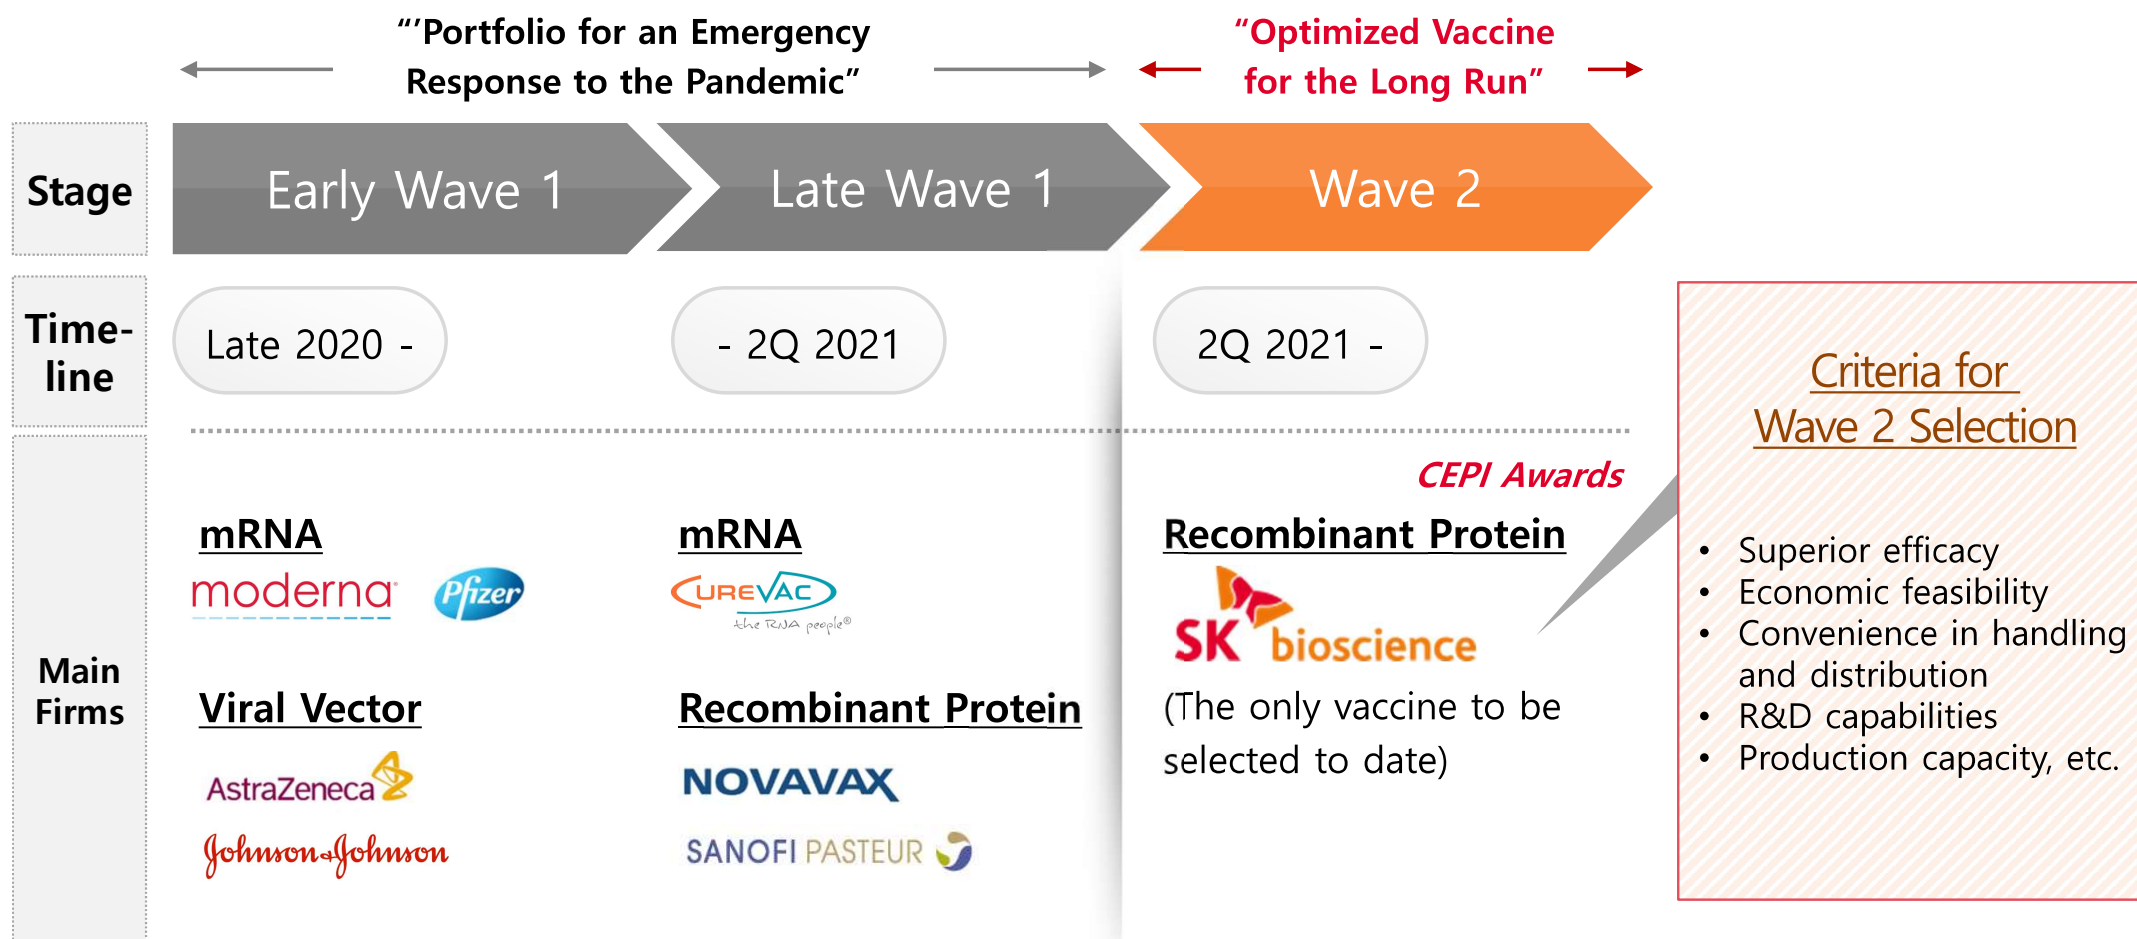 “’Portfolio for an Emergency
Response to the Pandemic”
“Optimized Vaccine
for the Long Run”
Stage
Early Wave 1
Late Wave 1
Wave 2
Time-
line
Late 2020 -
- 2Q 2021
2Q 2021 -
Main
Firms
mRNA
moderna
Pfizer
Viral Vector
AstraZeneca
Johnson&Johnson
mRNA
CUREVAC
the RNA people®
Recombinant Protein
NOVAVAX
SANOFI PASTEUR
CEPI Awards
Recombinant Protein
SK bioscience
(The only vaccine to be
selected to date)
Criteria for
Wave 2 Selection
• Superior efficacy
• Economic feasibility
• Convenience in handling
and distribution
• R&D capabilities
• Production capacity, etc.